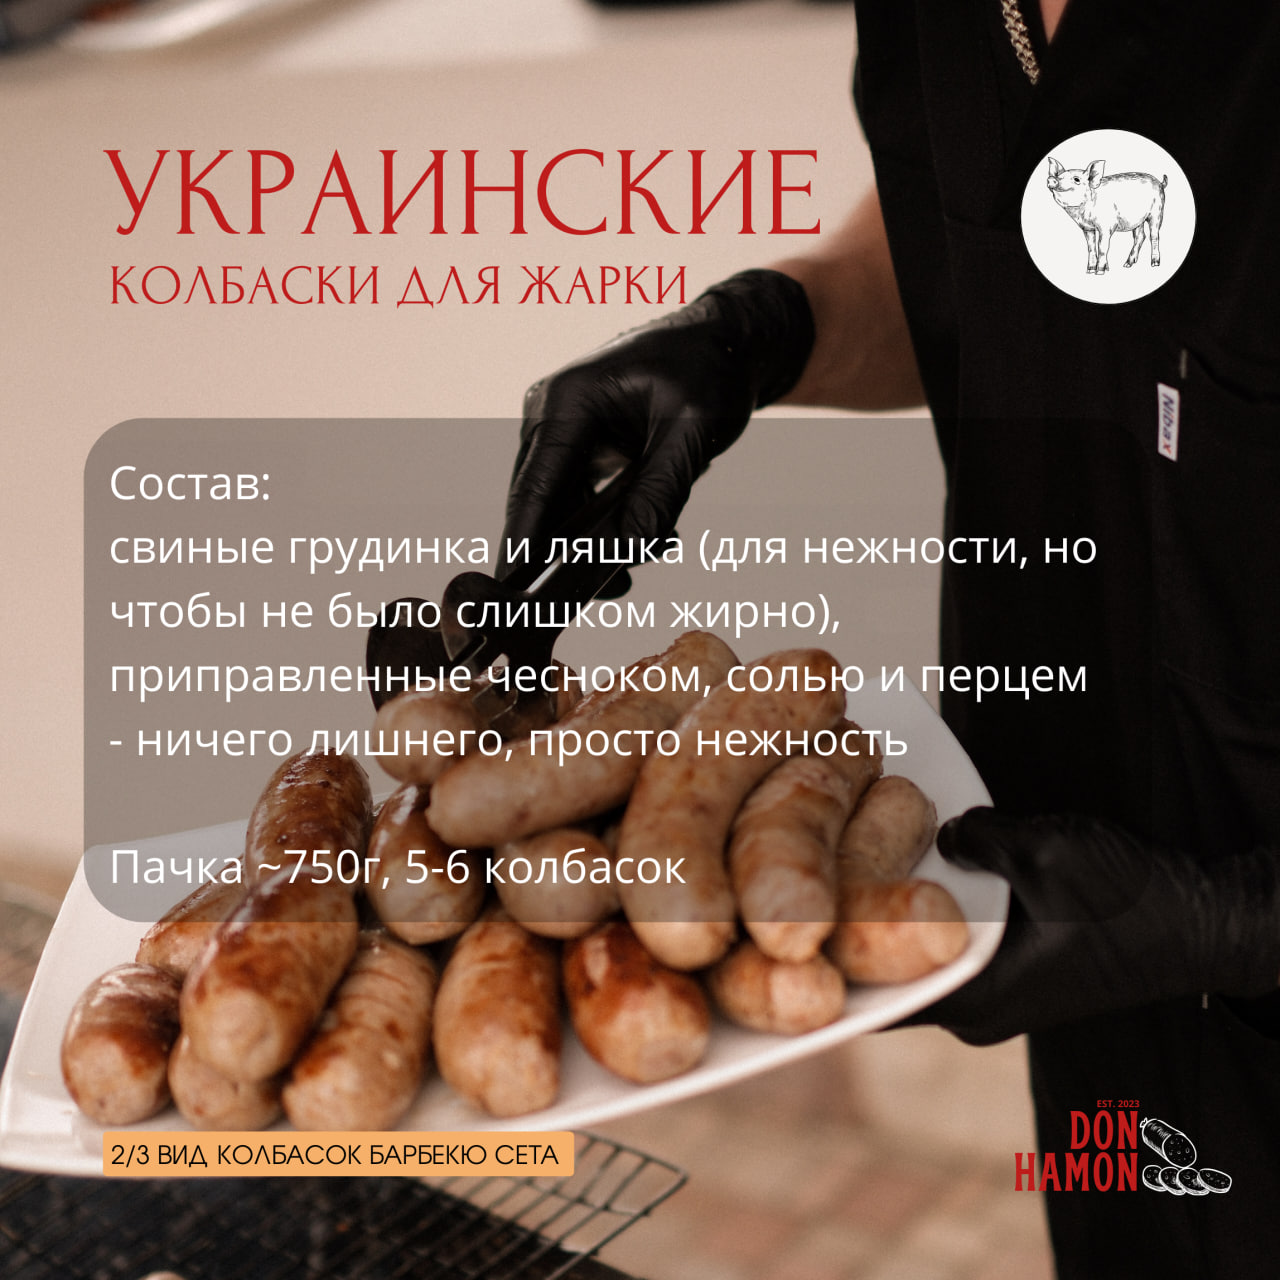 УКРАИНСКИЕ
КОЛБАСКИ ДЛЯ ЖАРКИ
Nibax
Состав:
свиные грудинка и ляшка (для нежности, но
чтобы не было слишком жирно),
приправленные чесноком, солью и перцем
- ничего лишнего, просто нежность
Пачка ~750г, 5-6 колбасок
2/3 ВИД КОЛБАСОК БАРБЕКЮ СЕТА
EST. 2023
DON
HAMON